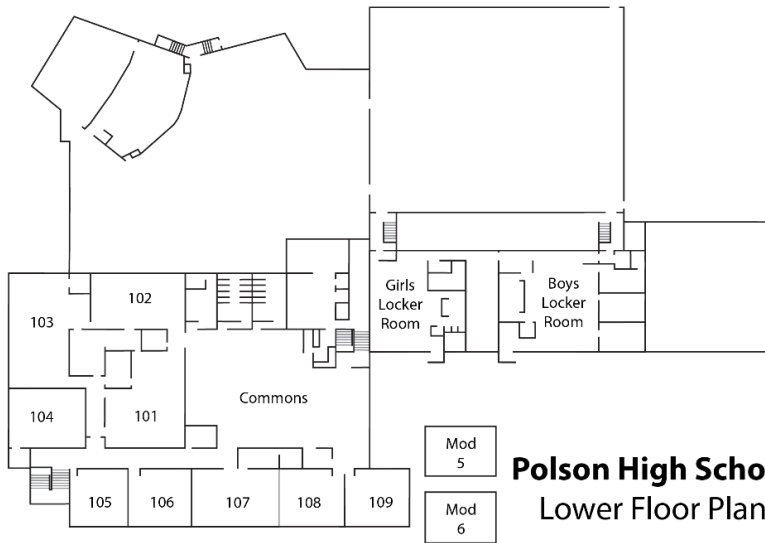 102
103
Girls
Locker
Room
Boys
Locker
Room
Commons
104
101
Mod
5
105
106
107
108
109
Mod
6
Polson High Scho
Lower Floor Plan